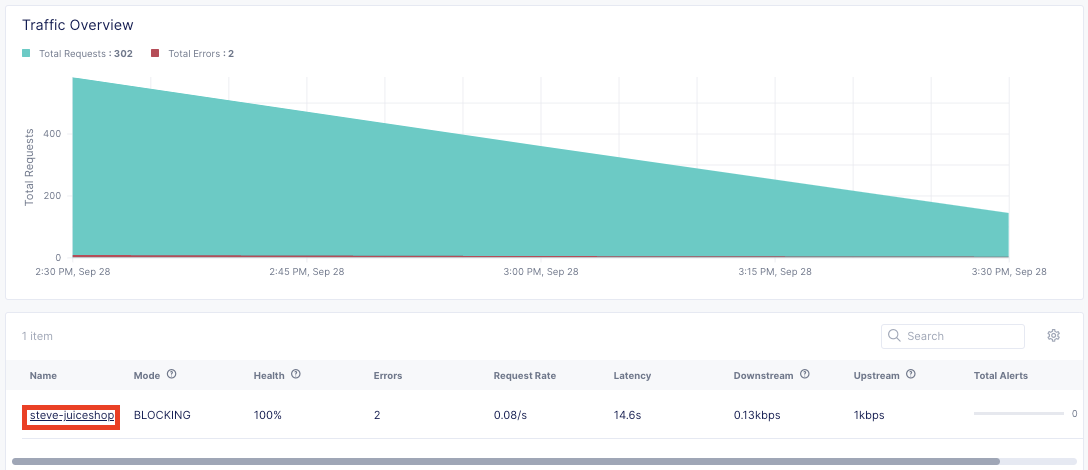 Traffic Overview
Total Requests : 302 Total Errors : 2
Total Requests
400
200
0
2:30 PM, Sep 28 2:45 PM, Sep 28 3:00 PM, Sep 28 3:15 PM, Sep 28 3:30 PM, Sep 28
1 item Search
Name Mode Health Errors Request Rate Latency Downstream Upstream Total Alerts
steve-juiceshop BLOCKING 100% 2 0.08/s 14.6s 0.13kbps 1kbps 0